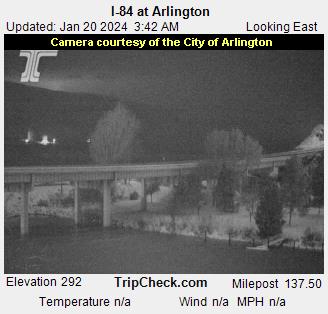 I-84 at Arlington
Updated: Jan 20 2024 3:42 AM Looking East
Camera courtesy of the City of Arlington
Elevation 292 TripCheck.com Milepost 137.50
Temperature n/a Wind n/a MPH n/a